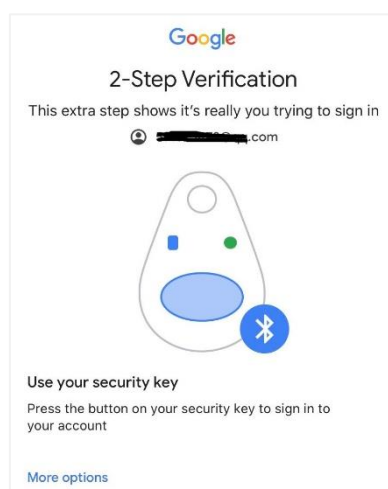 Google
2-Step Verification
This extra step shows it's really you trying to sign in
.com
Use your security key
Press the button on your security key to sign in to
your account
More options